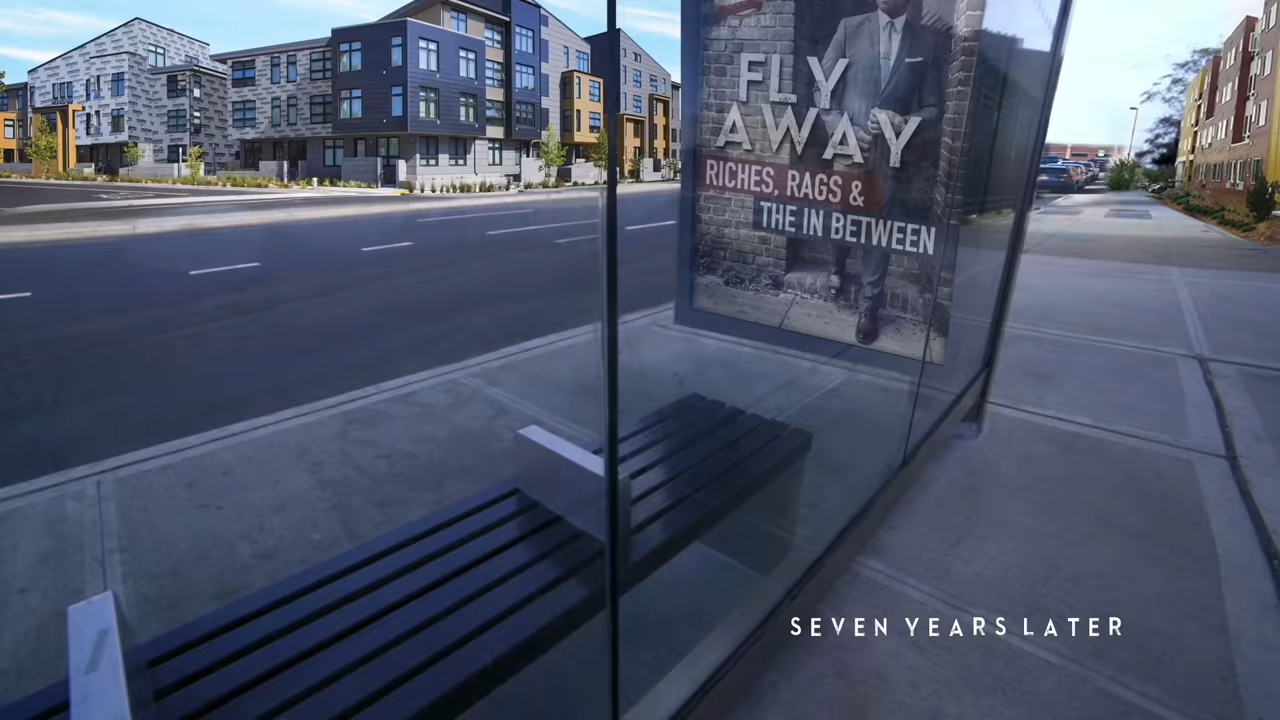 FLY
AWAY
RICHES, RAGS &
THE IN BETWEEN
SEVEN YEARS LATER